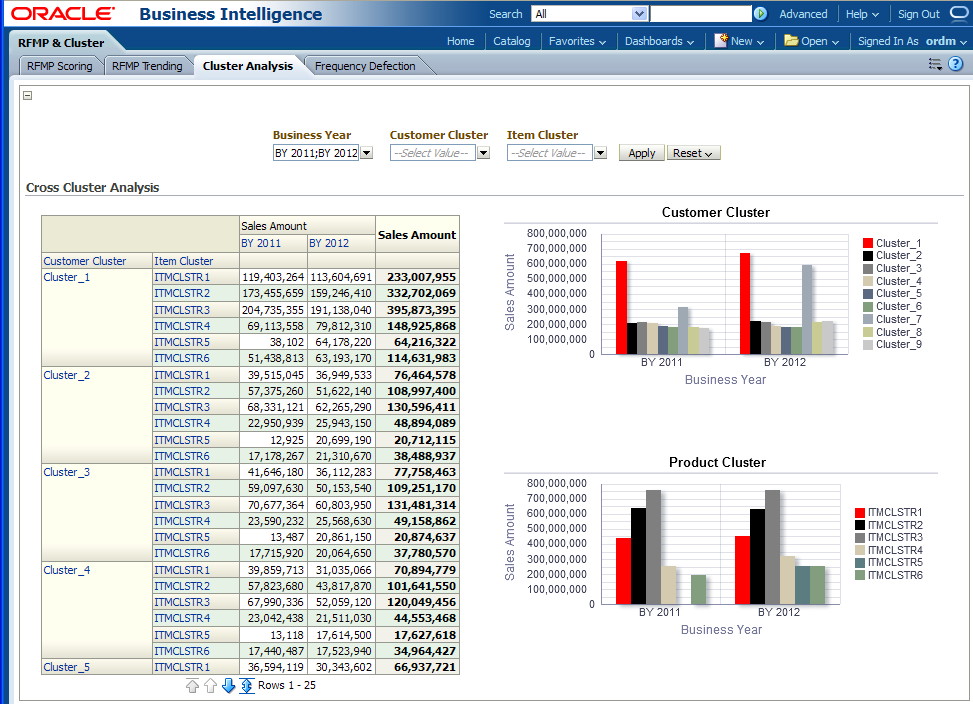 ORACLE Business Intelligence Search All Advanced Help Sign Out
RFMP & Cluster Home Catalog Favorites Dashboards New Open Signed In As ordm
RFMP Scoring RFMP Trending Cluster Analysis Frequency Defection
Business Year Customer Cluster Item Cluster
BY 2011;BY 2012 --Select Value-- --Select Value-- Apply Reset
Cross Cluster Analysis
Sales Amount Sales Amount
BY 2011 BY 2012
Customer Cluster Item Cluster
Cluster_1 ITMCLSTR1 119,403,264 113,604,691 233,007,955
ITMCLSTR2 173,455,659 159,246,410 332,702,069
ITMCLSTR3 204,735,355 191,138,040 395,873,395
ITMCLSTR4 69,113,558 79,812,310 148,925,868
ITMCLSTR5 38,102 64,178,220 64,216,322
ITMCLSTR6 51,438,813 63,193,170 114,631,983
Cluster_2 ITMCLSTR1 39,515,045 36,949,533 76,464,578
ITMCLSTR2 57,375,260 51,622,140 108,997,400
ITMCLSTR3 68,331,121 62,265,290 130,596,411
ITMCLSTR4 22,950,939 25,943,150 48,894,089
ITMCLSTR5 12,925 20,699,190 20,712,115
ITMCLSTR6 17,178,267 21,310,670 38,488,937
Cluster_3 ITMCLSTR1 41,646,180 36,112,283 77,758,463
ITMCLSTR2 59,097,630 50,153,540 109,251,170
ITMCLSTR3 70,677,364 60,803,950 131,481,314
ITMCLSTR4 23,590,232 25,568,630 49,158,862
ITMCLSTR5 13,487 20,861,150 20,874,637
ITMCLSTR6 17,715,920 20,064,650 37,780,570
Cluster_4 ITMCLSTR1 39,859,713 31,035,066 70,894,779
ITMCLSTR2 57,823,680 43,817,870 101,641,550
ITMCLSTR3 67,990,336 52,059,120 120,049,456
ITMCLSTR4 23,042,438 21,511,030 44,553,468
ITMCLSTR5 13,118 17,614,500 17,627,618
ITMCLSTR6 17,440,487 17,523,940 34,964,427
Cluster_5 ITMCLSTR1 36,594,119 30,343,602 66,937,721
Rows 1 - 25
Customer Cluster
Sales Amount
800,000,000
700,000,000
600,000,000
500,000,000
400,000,000
300,000,000
200,000,000
100,000,000
0
BY 2011 BY 2012
Business Year
Cluster_1
Cluster_2
Cluster_3
Cluster_4
Cluster_5
Cluster_6
Cluster_7
Cluster_8
Cluster_9
Product Cluster
Sales Amount
800,000,000
700,000,000
600,000,000
500,000,000
400,000,000
300,000,000
200,000,000
100,000,000
0
BY 2011 BY 2012
Business Year
ITMCLSTR1
ITMCLSTR2
ITMCLSTR3
ITMCLSTR4
ITMCLSTR5
ITMCLSTR6